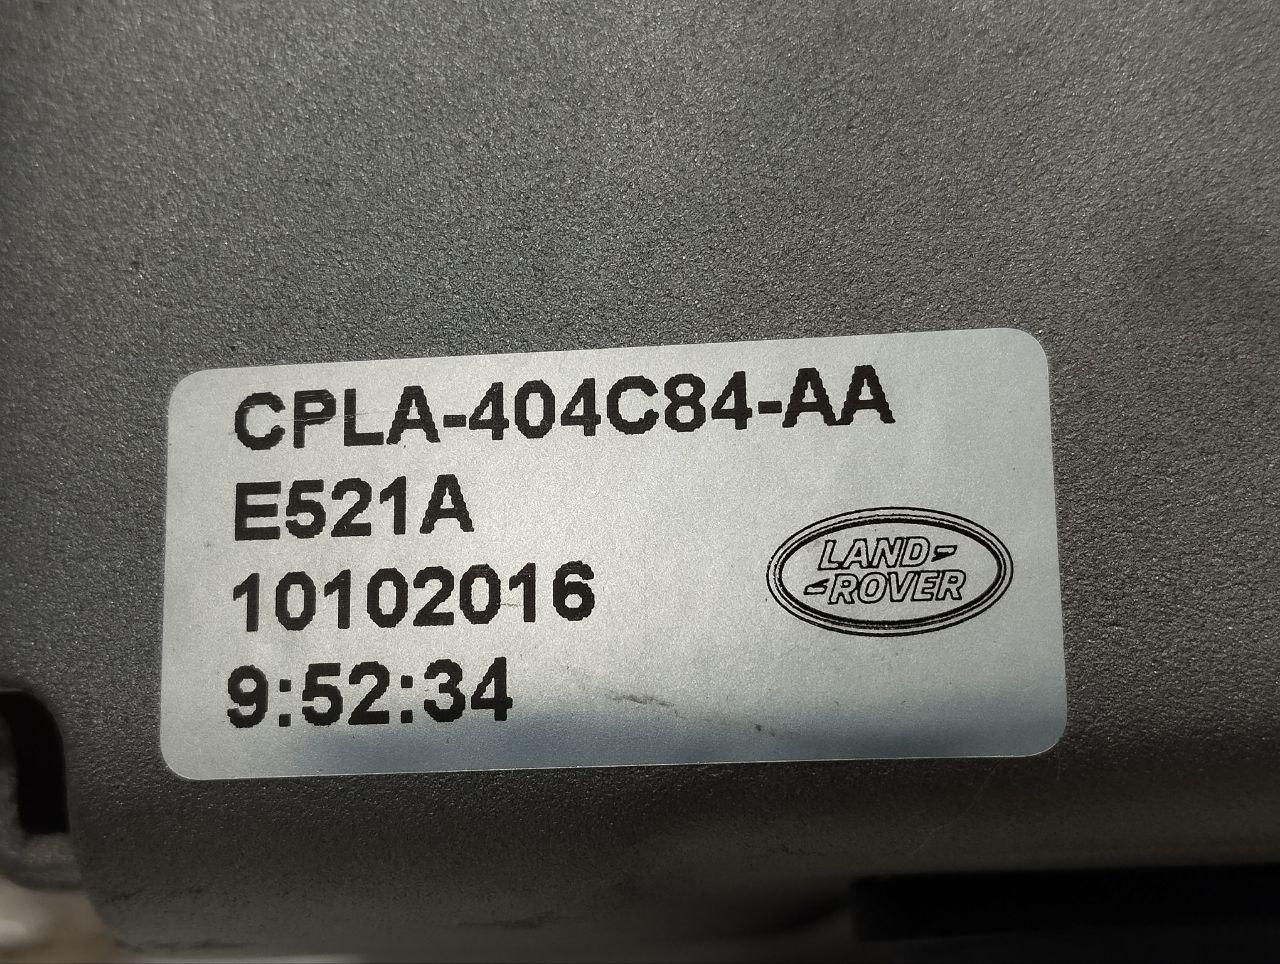 CPLA-404C84-AA
E521A
10102016
9:52:34
LAND-
-ROVER